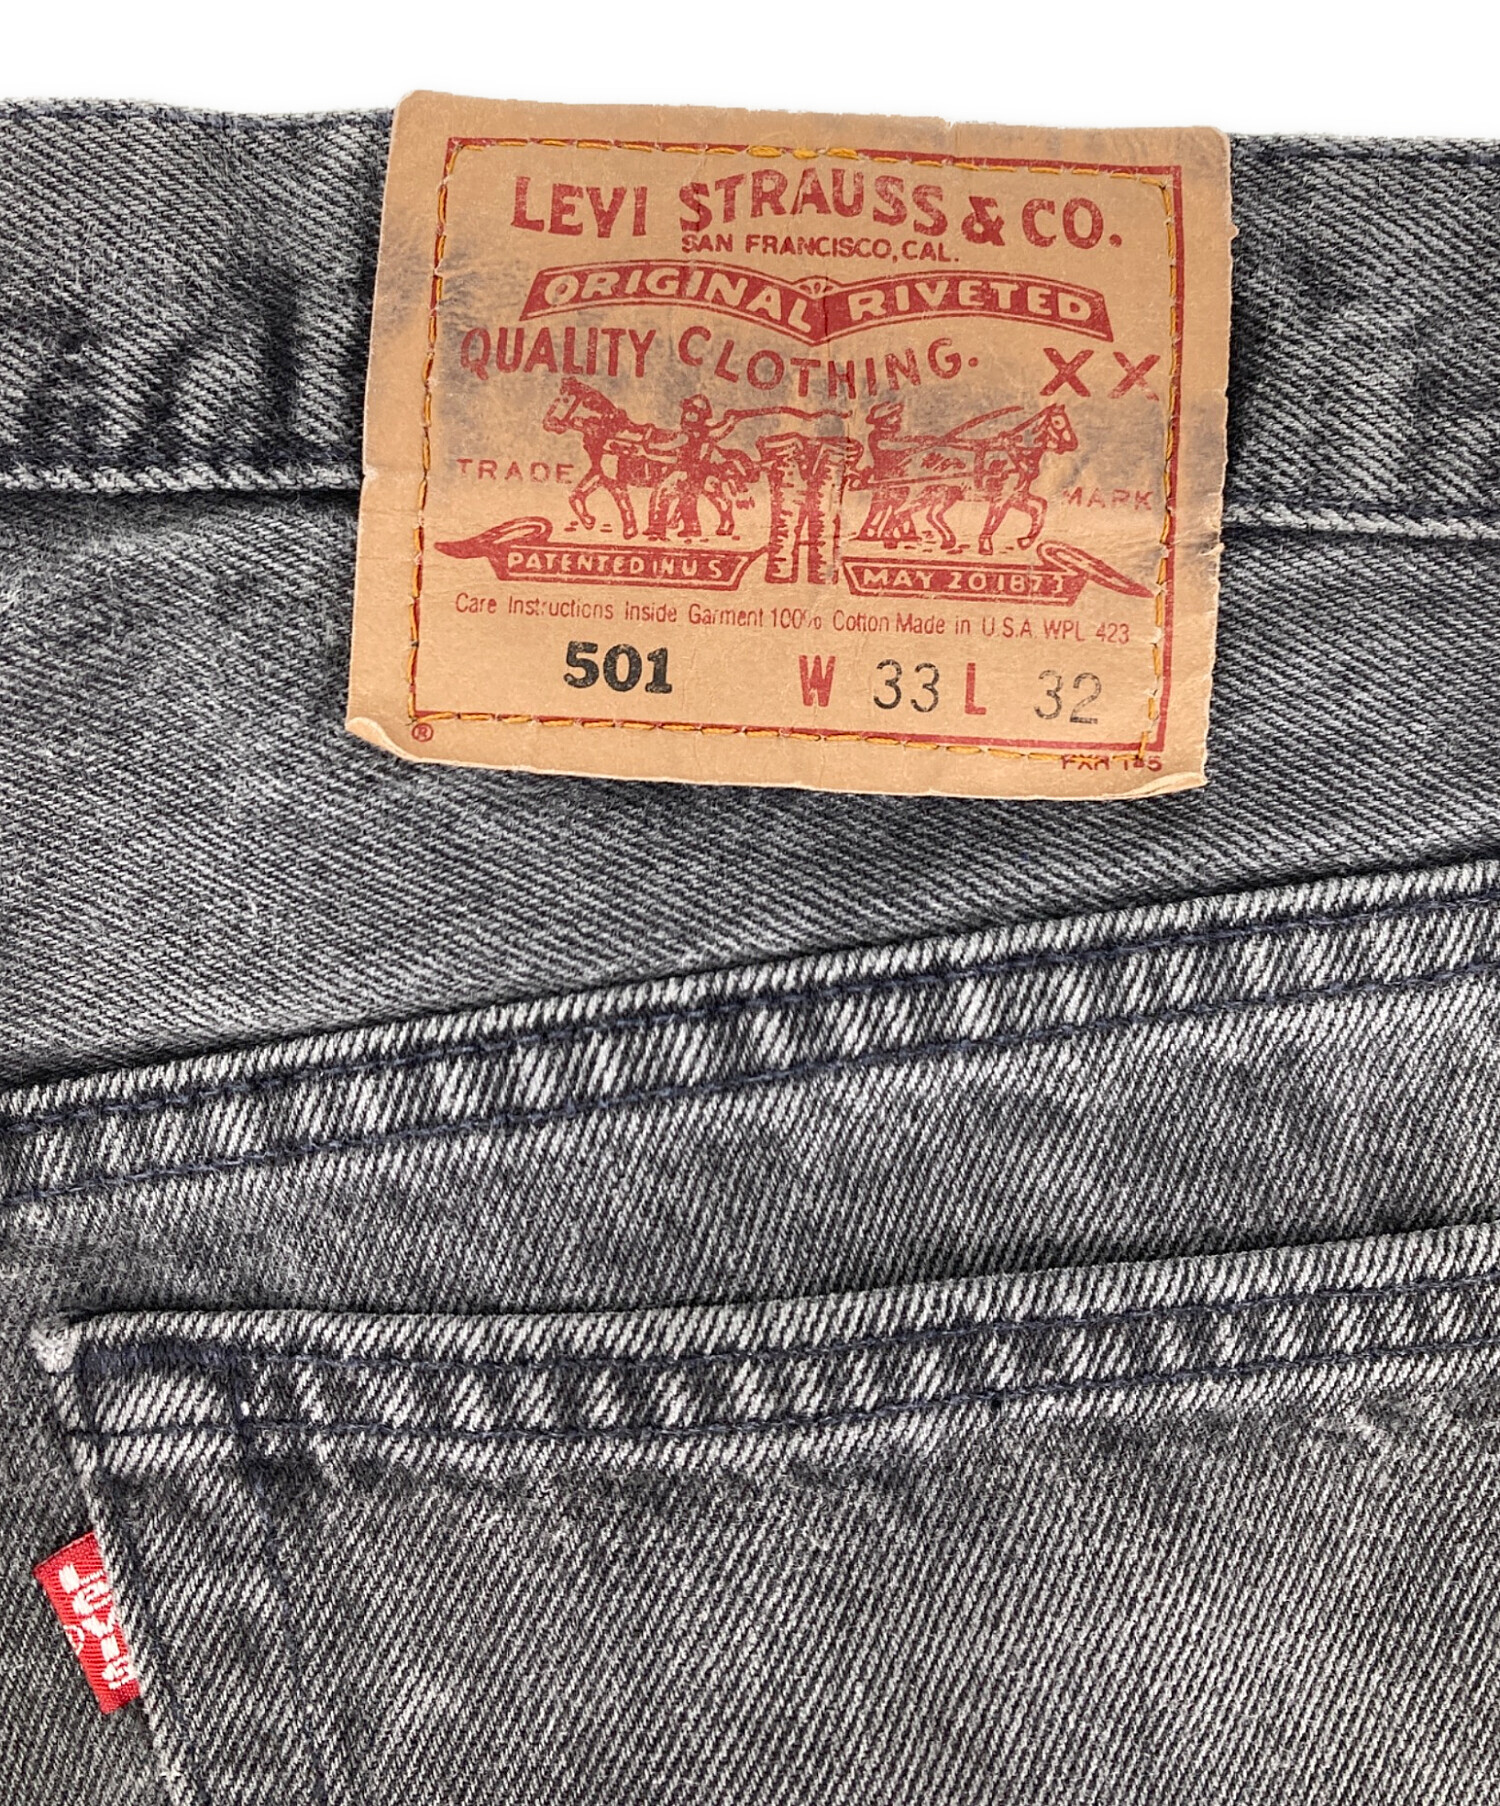 LEVI STRAUSS & CO.
SAN FRANCISCO, CAL.
ORIGINAL RIVETED
QUALITY CLOTHING. XX
TRADE MARK
PATENTED IN U S MAY 20 1873
Care Instructions Inside Garment 100% Cotton Made in U.S.A. WPL 423
501 W 33 L 32
®
LEVI'S